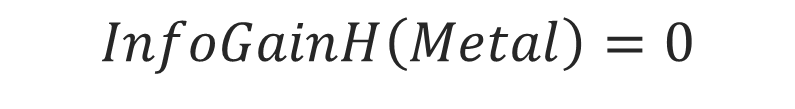 InfoGainH(Metal) = 0